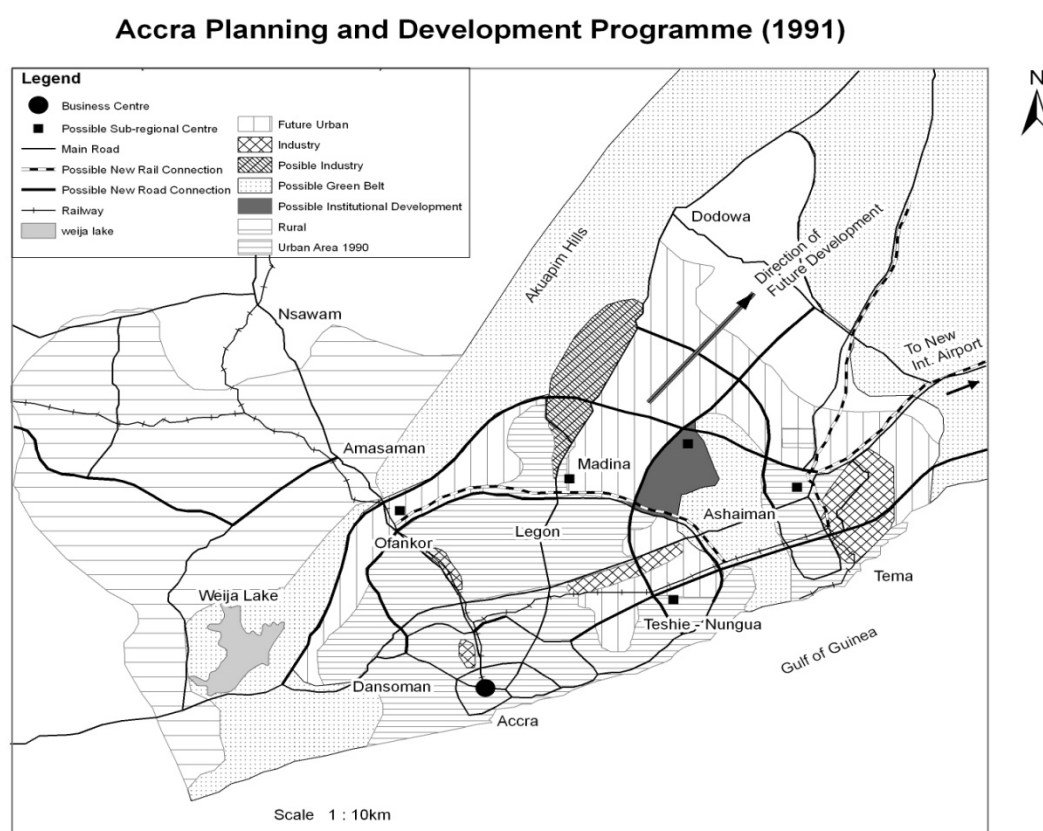 Accra Planning and Development Programme (1991)
N
Legend
Business Centre
Possible Sub-regional Centre
Main Road
Possible New Rail Connection
Possible New Road Connection
Railway
weija lake
Future Urban
Industry
Posible Industry
Possible Green Belt
Possible Institutional Development
Rural
Urban Area 1990
Dodowa
Akuapim Hills
Direction of
Future Development
Nsawam
To New
Int. Airport
Amasaman
Madina
Ashaiman
Legon
Ofankor
Tema
Weija Lake
Teshie - Nungua
Gulf of Guinea
Dansoman
Accra
Scale 1 : 10km